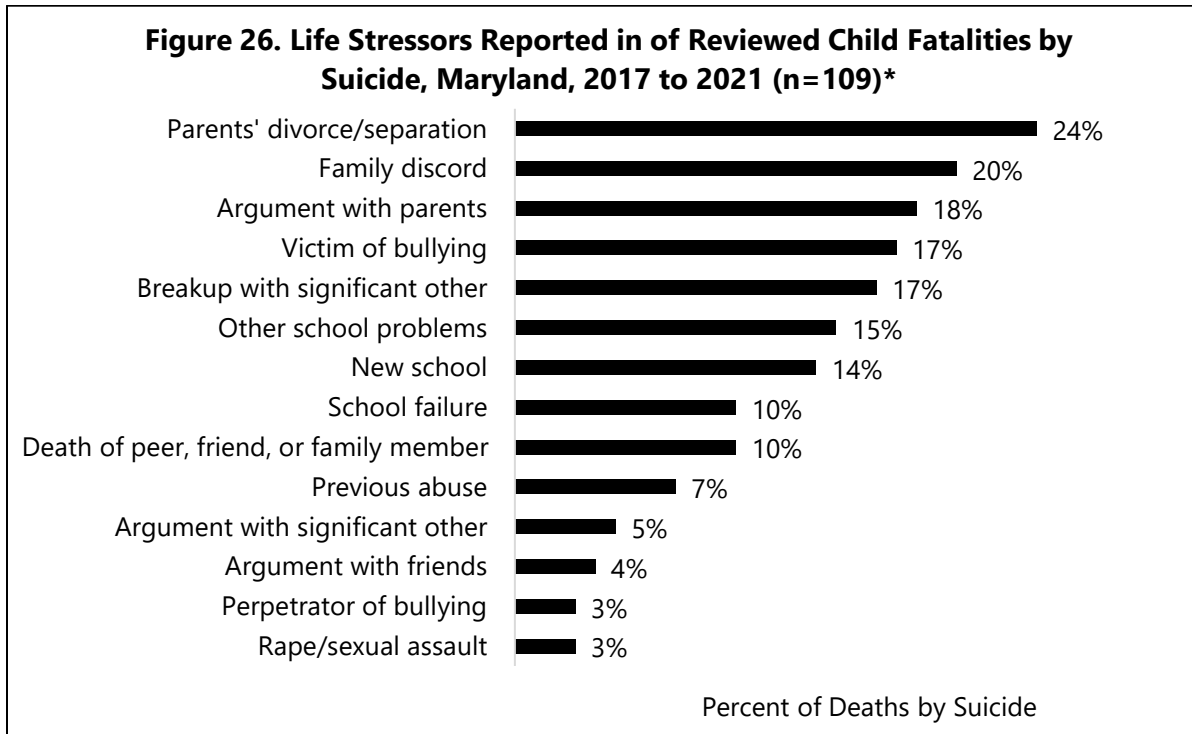 Figure 26. Life Stressors Reported in of Reviewed Child Fatalities by
Suicide, Maryland, 2017 to 2021 (n=109)*
Parents' divorce/separation 24%
Family discord 20%
Argument with parents 18%
Victim of bullying 17%
Breakup with significant other 17%
Other school problems 15%
New school 14%
School failure 10%
Death of peer, friend, or family member 10%
Previous abuse 7%
Argument with significant other 5%
Argument with friends 4%
Perpetrator of bullying 3%
Rape/sexual assault 3%
Percent of Deaths by Suicide